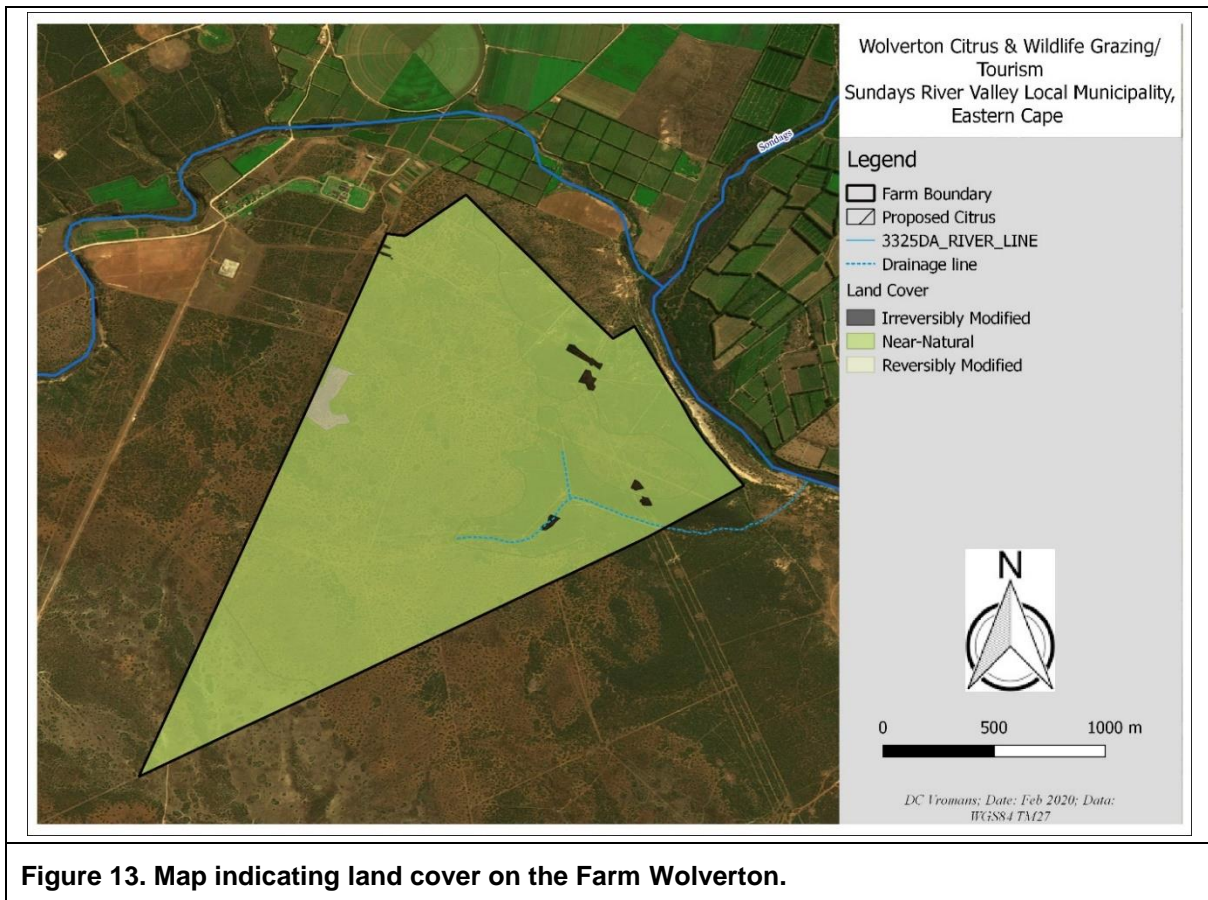 Wolverton Citrus & Wildlife Grazing/
Tourism
Sundays River Valley Local Municipality,
Eastern Cape
Sondags
Legend
Farm Boundary
Proposed Citrus
3325DA_RIVER_LINE
Drainage line
Land Cover
Irreversibly Modified
Near-Natural
Reversibly Modified
N
0 500 1000 m
DC Vromans; Date: Feb 2020; Data:
WGS84 TM27
Figure 13. Map indicating land cover on the Farm Wolverton.